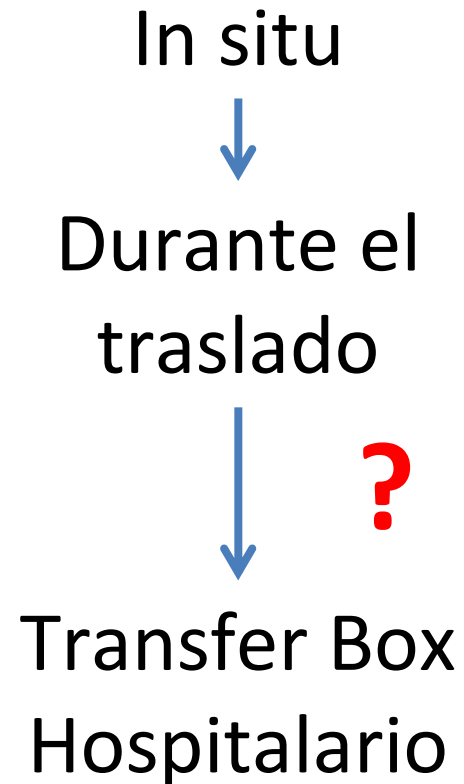 In situ
Durante el
traslado
?
Transfer Box
Hospitalario